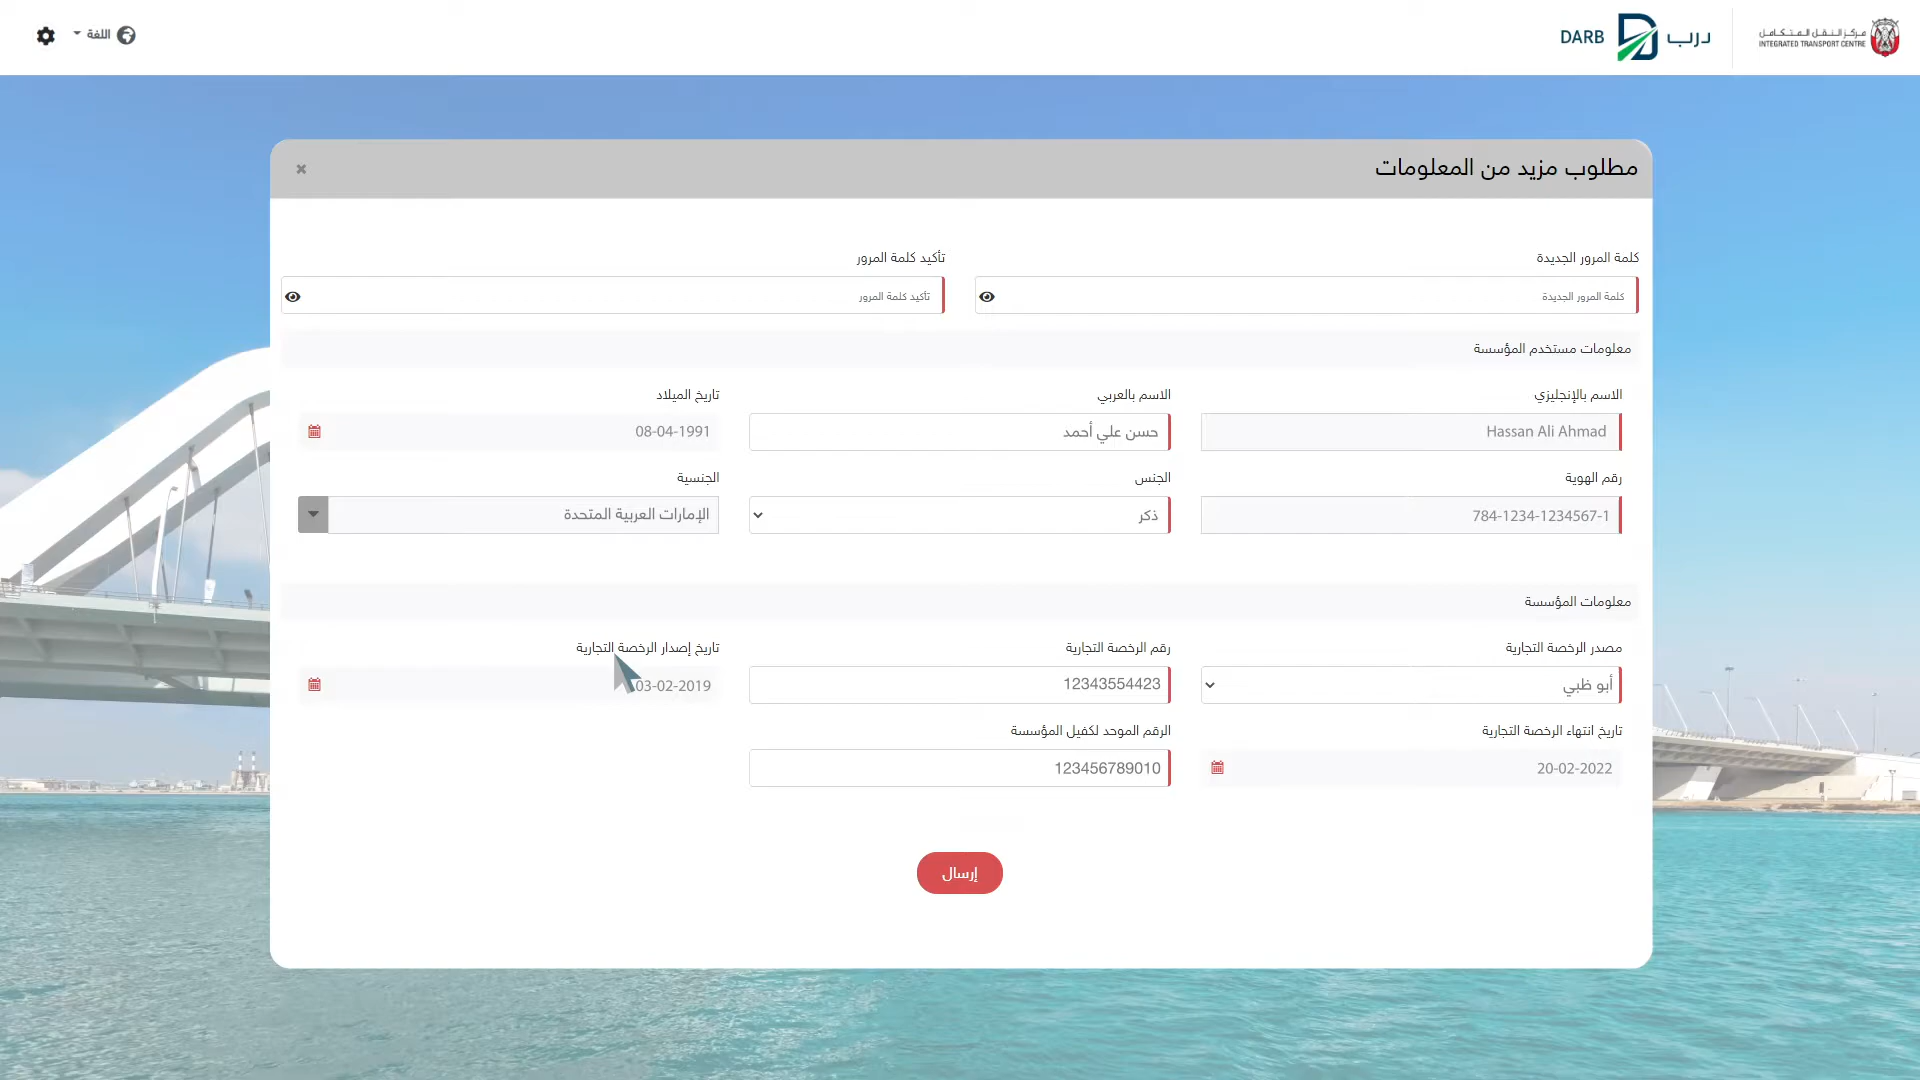 مركز النقل المتكامل
INTEGRATED TRANSPORT CENTRE
درب
DARB
اللغة
مطلوب مزيد من المعلومات
كلمة المرور الجديدة
تأكيد كلمة المرور
كلمة المرور الجديدة
تأكيد كلمة المرور
معلومات مستخدم المؤسسة
الاسم بالإنجليزي
الاسم بالعربي
تاريخ الميلاد
Hassan Ali Ahmad
حسن علي أحمد
08-04-1991
رقم الهوية
الجنس
الجنسية
784-1234-1234567-1
ذكر
الإمارات العربية المتحدة
معلومات المؤسسة
مصدر الرخصة التجارية
رقم الرخصة التجارية
تاريخ إصدار الرخصة التجارية
أبو ظبي
12343554423
03-02-2019
تاريخ انتهاء الرخصة التجارية
الرقم الموحد لكفيل المؤسسة
20-02-2022
123456789010
إرسال